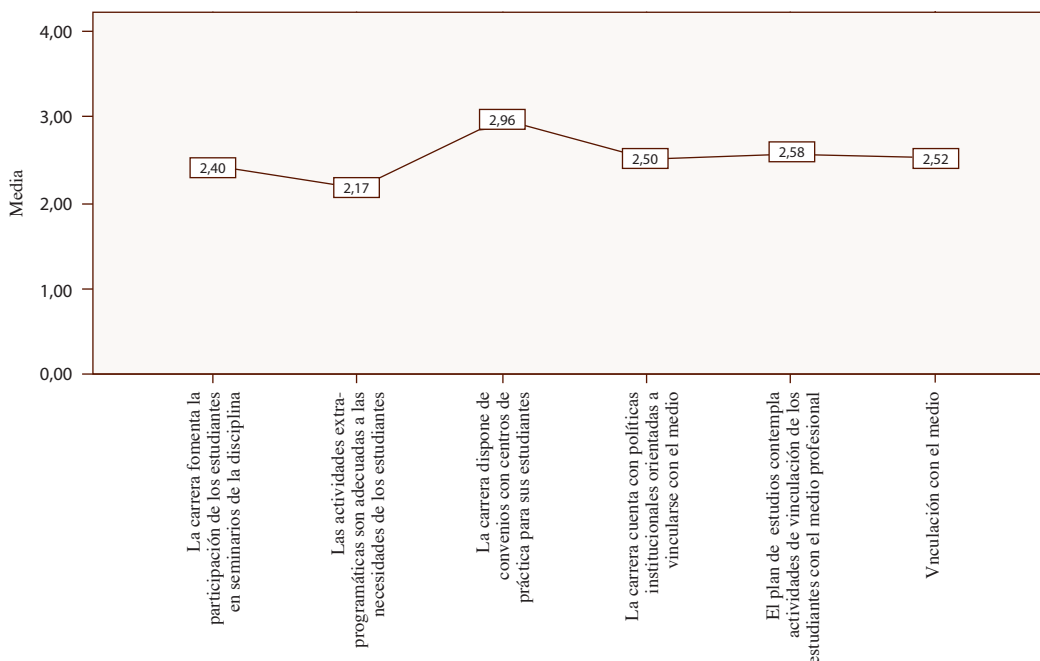 4,00
3,00
2,00
1,00
0,00
Media
2,40
2,17
2,96
2,50
2,58
2,52
La carrera fomenta la
participación de los estudiantes
en seminarios de la disciplina
Las actividades extra-
programáticas son adecuadas a las
necesidades de los estudiantes
La carrera dispone de
convenios con centros de
práctica para sus estudiantes
La carrera cuenta con políticas
institucionales orientadas a
vincularse con el medio
El plan de estudios contempla
actividades de vinculación de los
estudiantes con el medio profesional
Vnculación con el medio